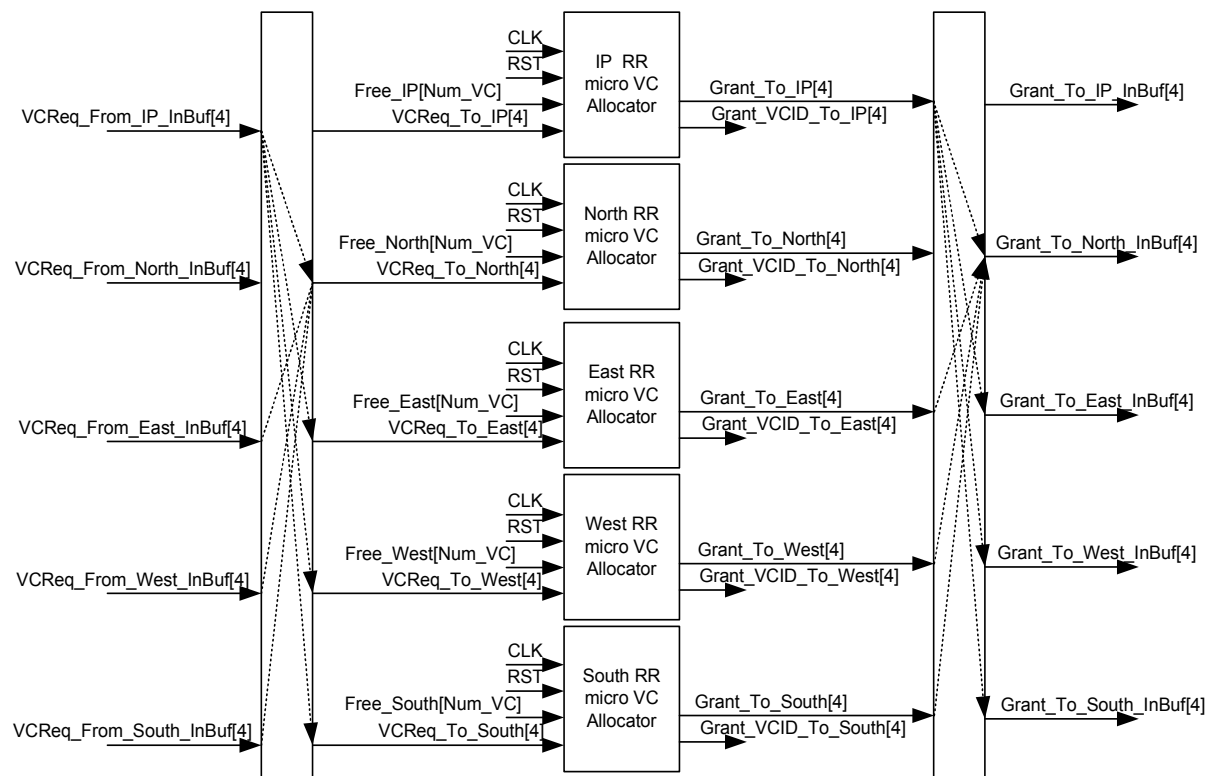 CLK
RST
Free_IP[Num_VC]
VCReq_To_IP[4]
VCReq_From_IP_InBuf[4]
IP RR
micro VC
Allocator
Grant_To_IP[4]
Grant_VCID_To_IP[4]
Grant_To_IP_InBuf[4]
CLK
RST
Free_North[Num_VC]
VCReq_To_North[4]
VCReq_From_North_InBuf[4]
North RR
micro VC
Allocator
Grant_To_North[4]
Grant_VCID_To_North[4]
Grant_To_North_InBuf[4]
CLK
RST
Free_East[Num_VC]
VCReq_To_East[4]
VCReq_From_East_InBuf[4]
East RR
micro VC
Allocator
Grant_To_East[4]
Grant_VCID_To_East[4]
Grant_To_East_InBuf[4]
CLK
RST
Free_West[Num_VC]
VCReq_To_West[4]
VCReq_From_West_InBuf[4]
West RR
micro VC
Allocator
Grant_To_West[4]
Grant_VCID_To_West[4]
Grant_To_West_InBuf[4]
CLK
RST
Free_South[Num_VC]
VCReq_To_South[4]
VCReq_From_South_InBuf[4]
South RR
micro VC
Allocator
Grant_To_South[4]
Grant_VCID_To_South[4]
Grant_To_South_InBuf[4]